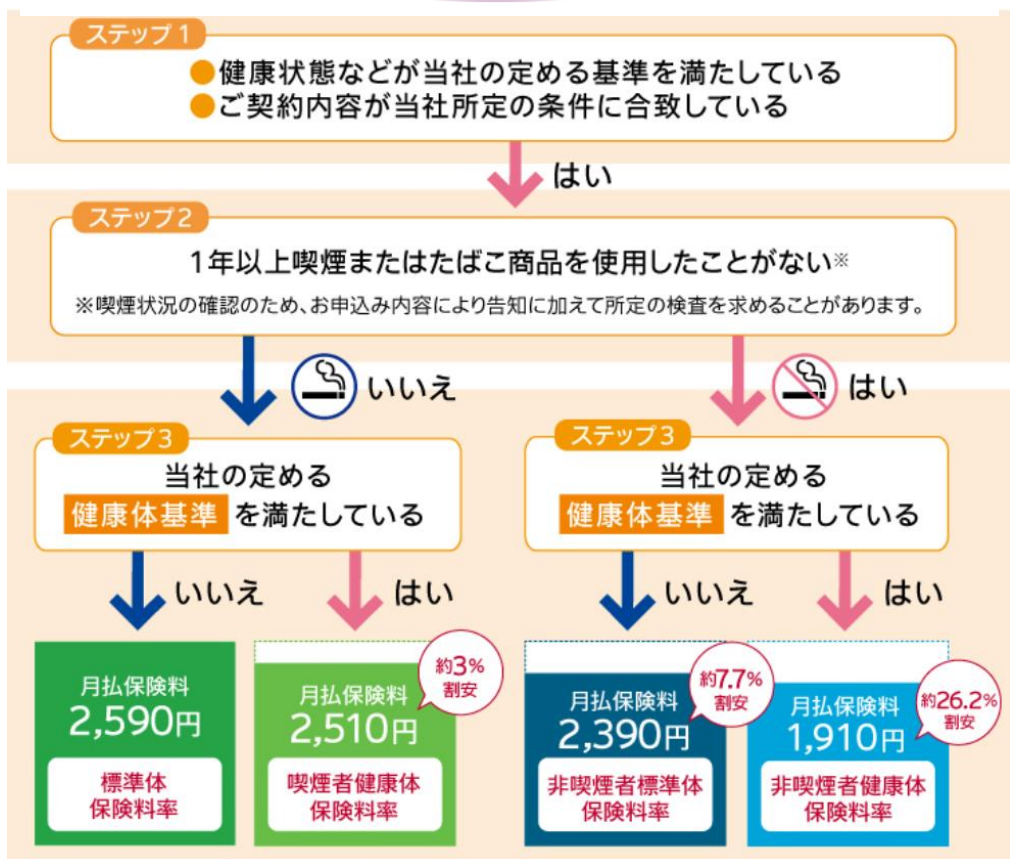 ステップ1
●健康状態などが当社の定める基準を満たしている
●ご契約内容が当社所定の条件に合致している
はい
ステップ2
1年以上喫煙またはたばこ商品を使用したことがない※
※喫煙状況の確認のため、お申込み内容により告知に加えて所定の検査を求めることがあります。
いいえ
はい
ステップ3
当社の定める
健康体基準 を満たしている
ステップ3
当社の定める
健康体基準 を満たしている
いいえ
はい
いいえ
はい
月払保険料
2,590円
標準体
保険料率
約3%
割安
月払保険料
2,510円
喫煙者健康体
保険料率
約7.7%
割安
月払保険料
2,390円
非喫煙者標準体
保険料率
約26.2%
割安
月払保険料
1,910円
非喫煙者健康体
保険料率